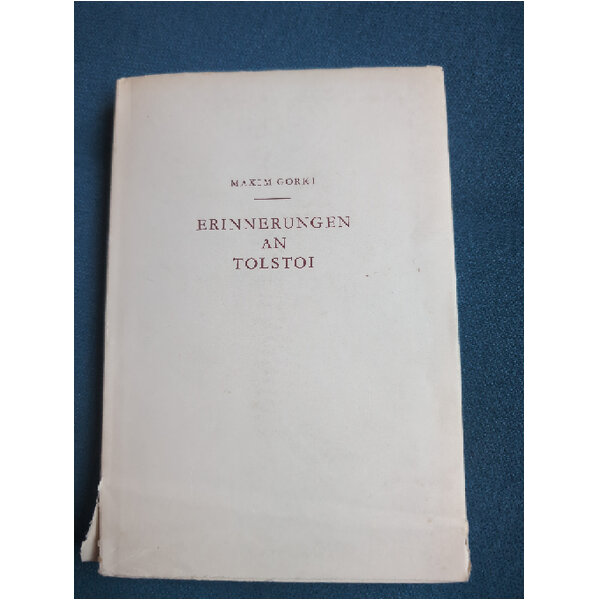 MAXIM GORKI
ERINNERUNGEN
AN
TOLSTOI